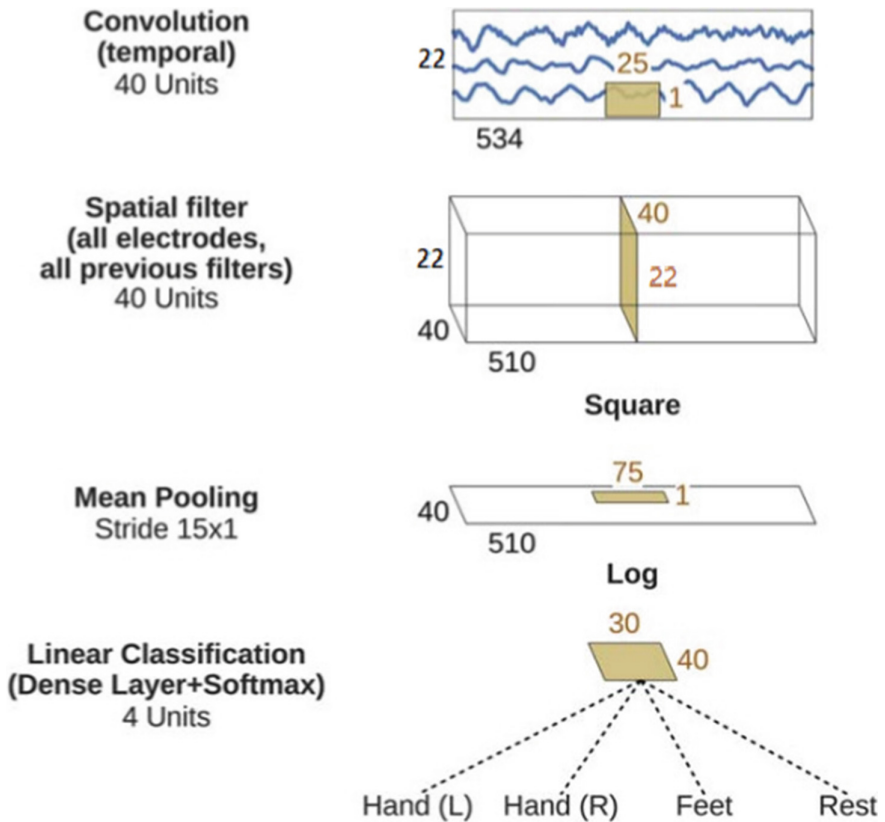 Convolution
(temporal)
40 Units
22
25
1
534
Spatial filter
(all electrodes,
all previous filters)
40 Units
40
22
22
40
510
Square
Mean Pooling
Stride 15x1
75
1
40
510
Log
Linear Classification
(Dense Layer+Softmax)
4 Units
30
40
Hand (L) Hand (R) Feet Rest